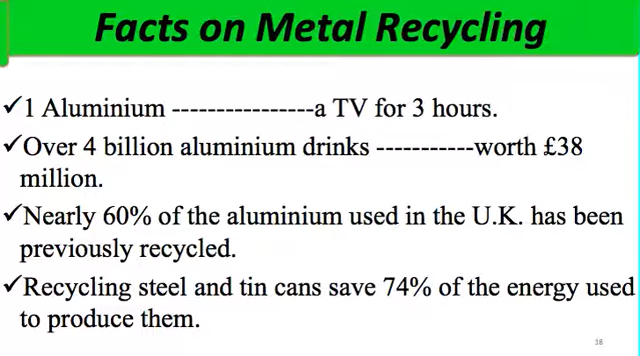 Facts on Metal Recycling
✓1 Aluminium ----------------a TV for 3 hours.
✓Over 4 billion aluminium drinks -----------worth £38
million.
✓Nearly 60% of the aluminium used in the U.K. has been
previously recycled.
✓Recycling steel and tin cans save 74% of the energy used
to produce them.
18